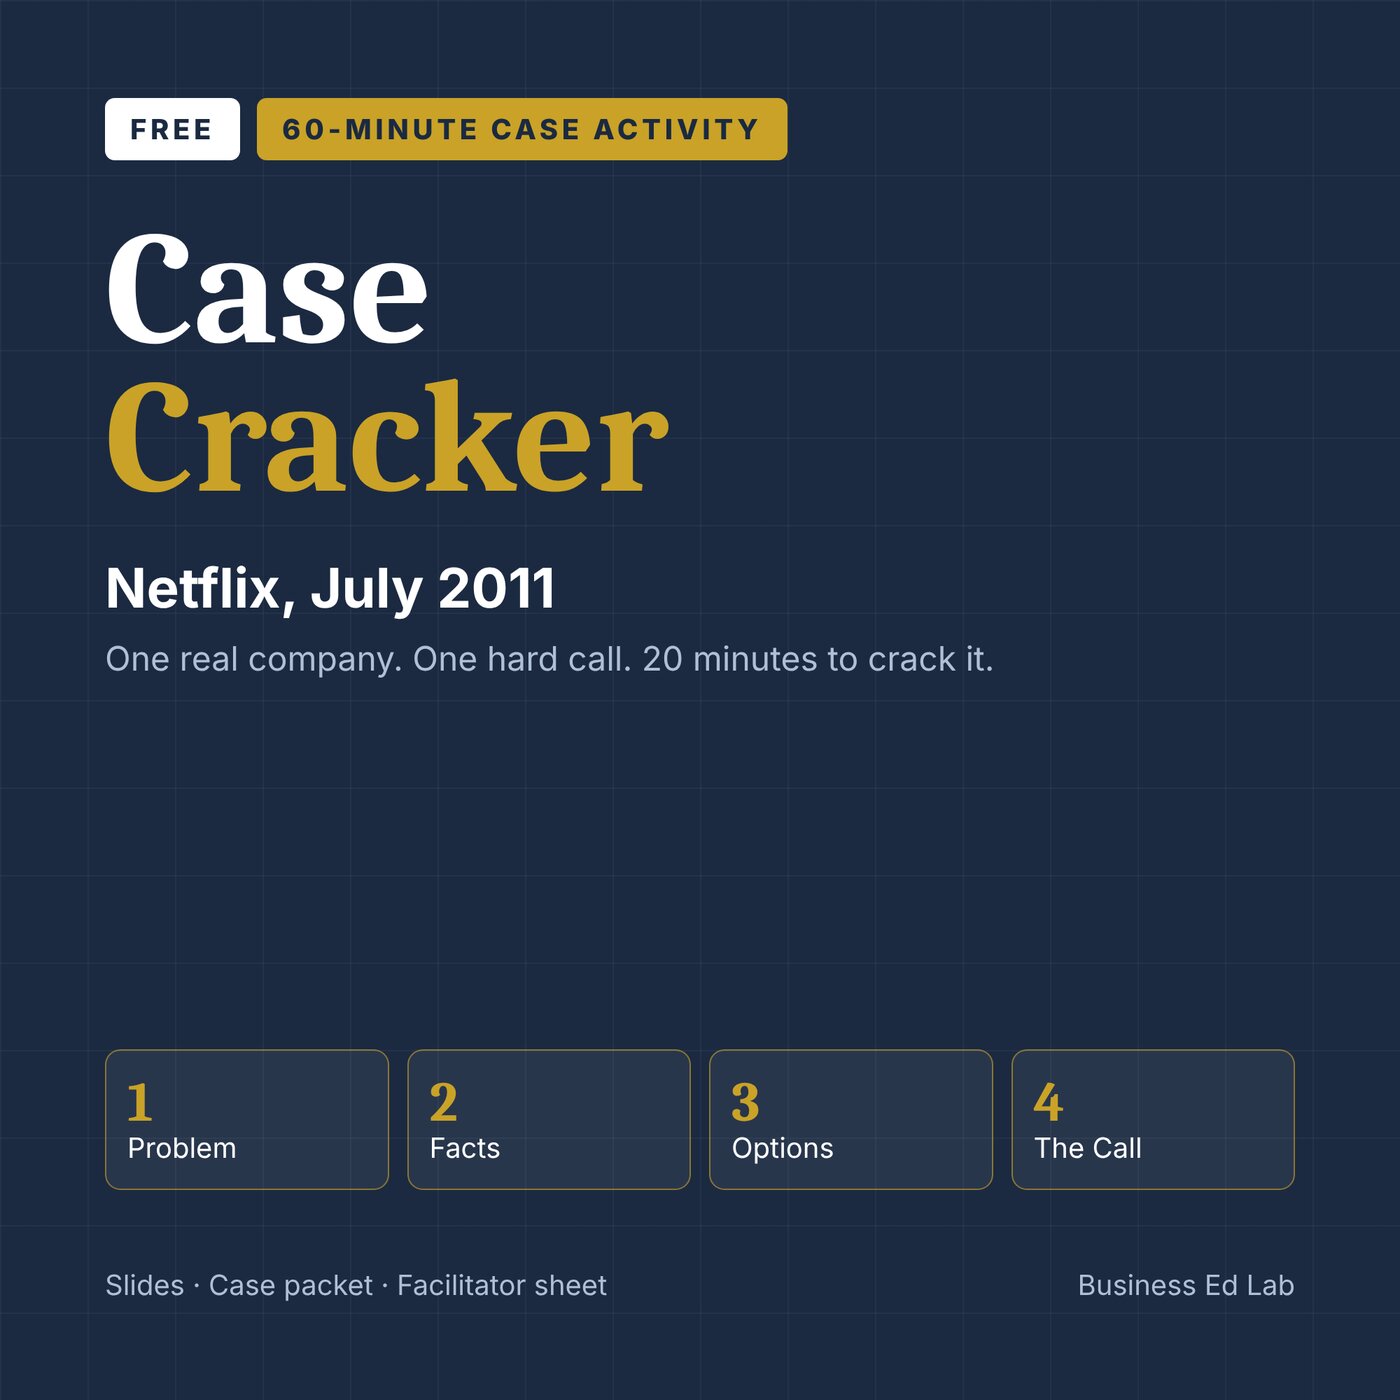 FREE
60-MINUTE CASE ACTIVITY
Case
Cracker
Netflix, July 2011
One real company. One hard call. 20 minutes to crack it.
1
Problem
2
Facts
3
Options
4
The Call
Slides · Case packet · Facilitator sheet
Business Ed Lab